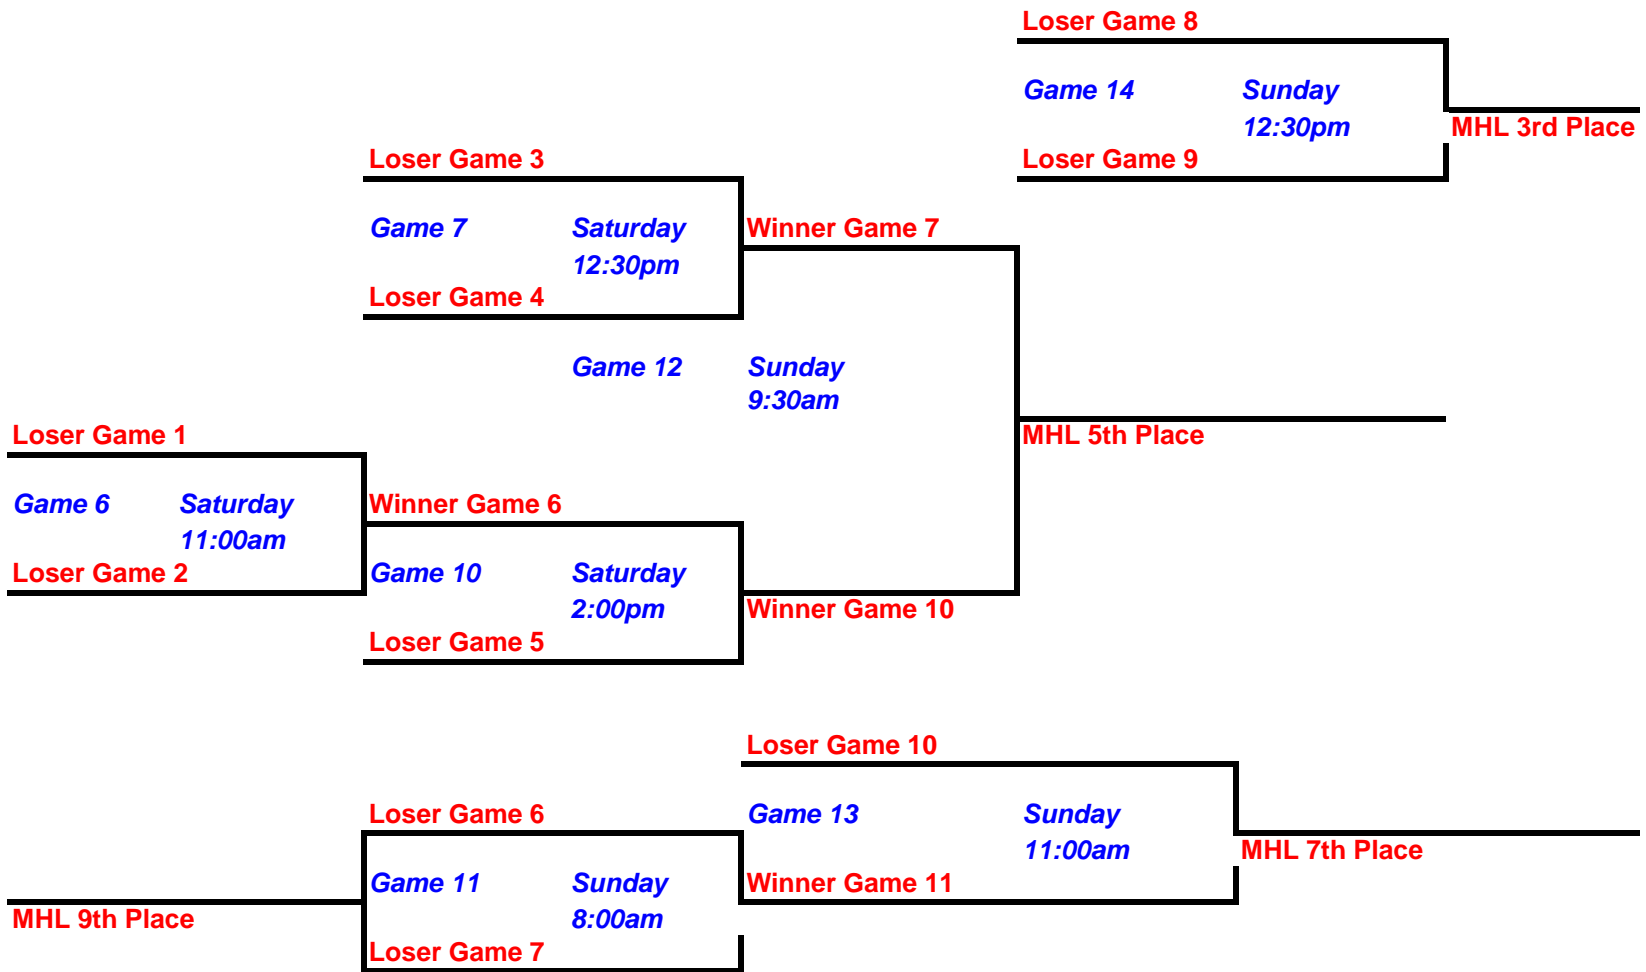 Loser Game 8
Game 14 Sunday
12:30pm
MHL 3rd Place
Loser Game 9
Loser Game 3
Game 7 Saturday
12:30pm
Winner Game 7
Loser Game 4
Game 12 Sunday
9:30am
MHL 5th Place
Loser Game 1
Game 6 Saturday
11:00am
Loser Game 2
Winner Game 6
Game 10 Saturday
2:00pm
Winner Game 10
Loser Game 5
Loser Game 10
Game 13 Sunday
11:00am
MHL 7th Place
Loser Game 6
Game 11 Sunday
8:00am
Winner Game 11
MHL 9th Place
Loser Game 7